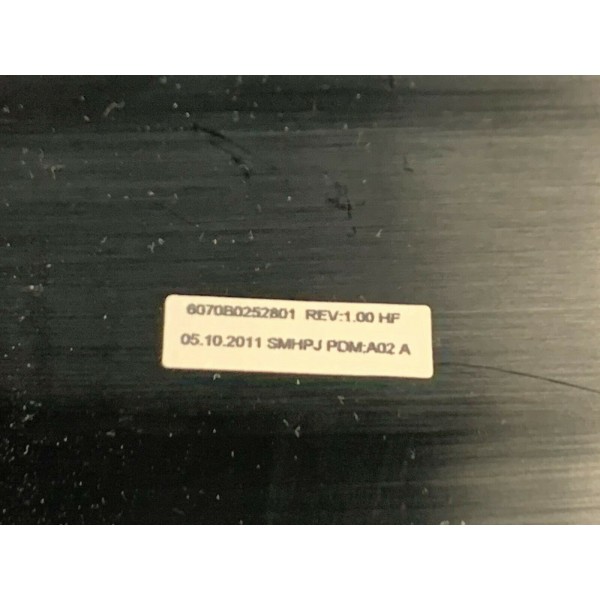 6070B0252801 REV:1.00 HF
05.10.2011 SMHPJ PDM:A02 A